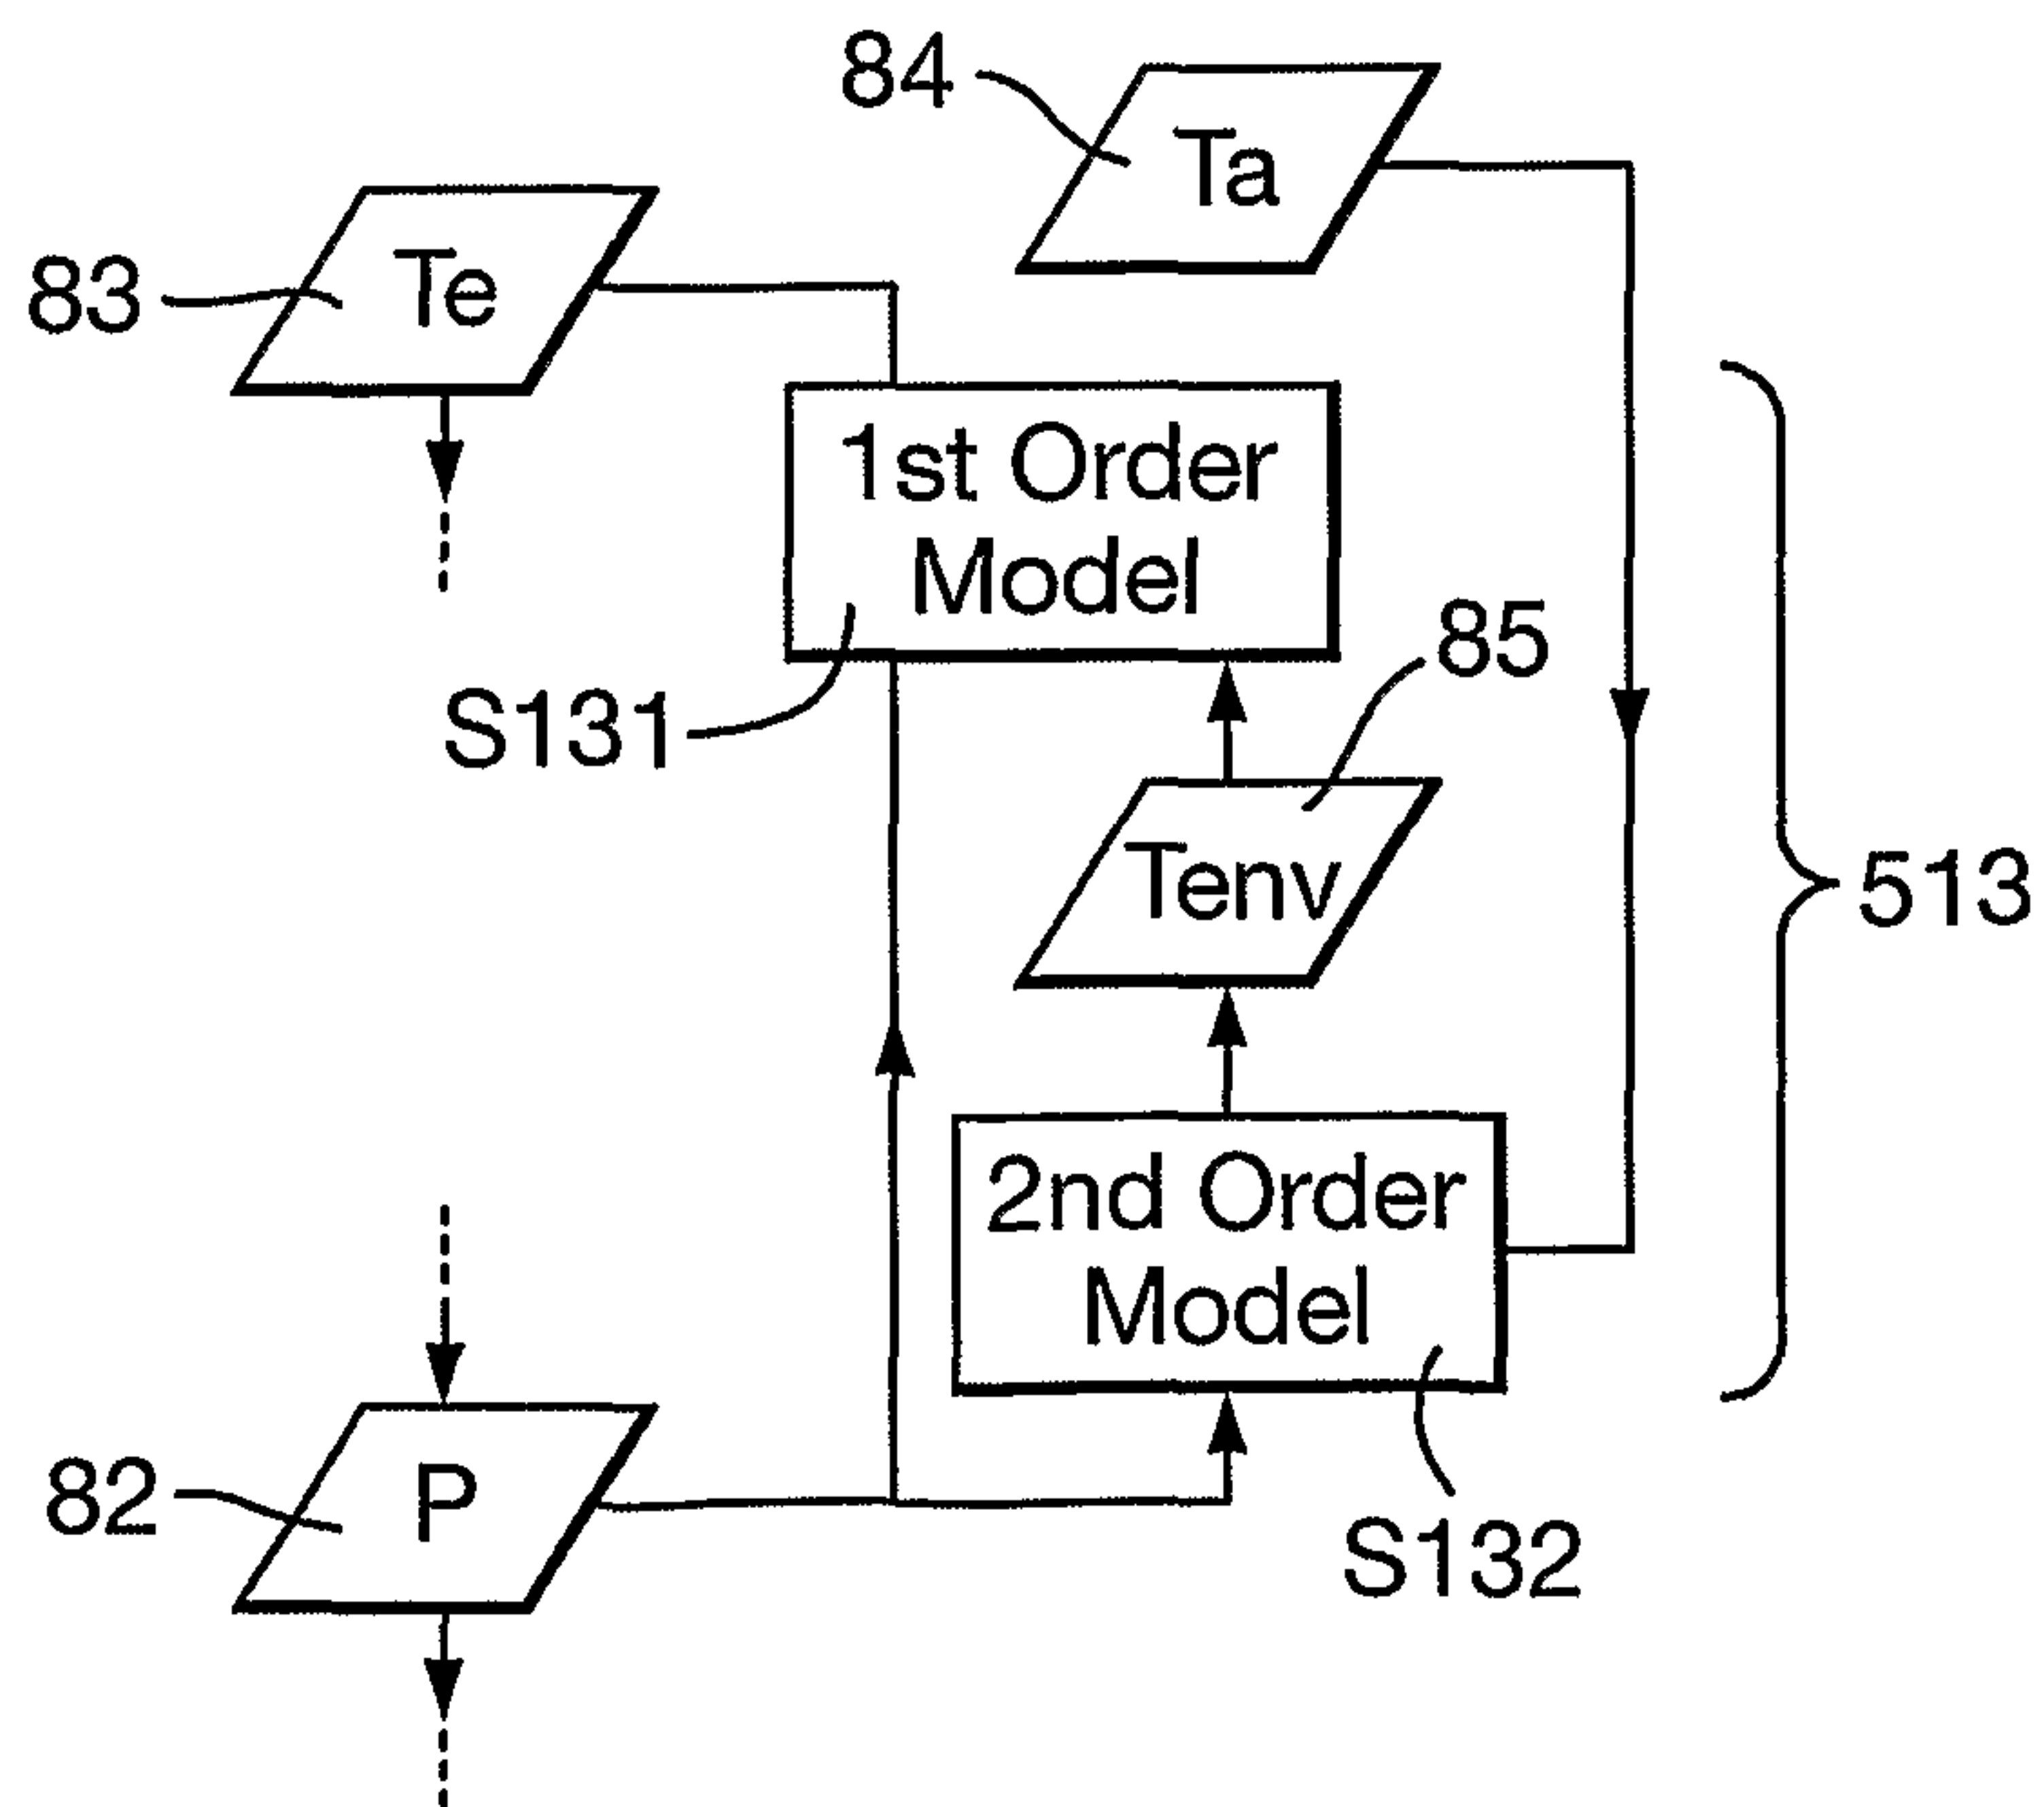 84
Ta
83
Te
1st Order
Model
85
S131
Tenv
513
2nd Order
Model
82
P
S132